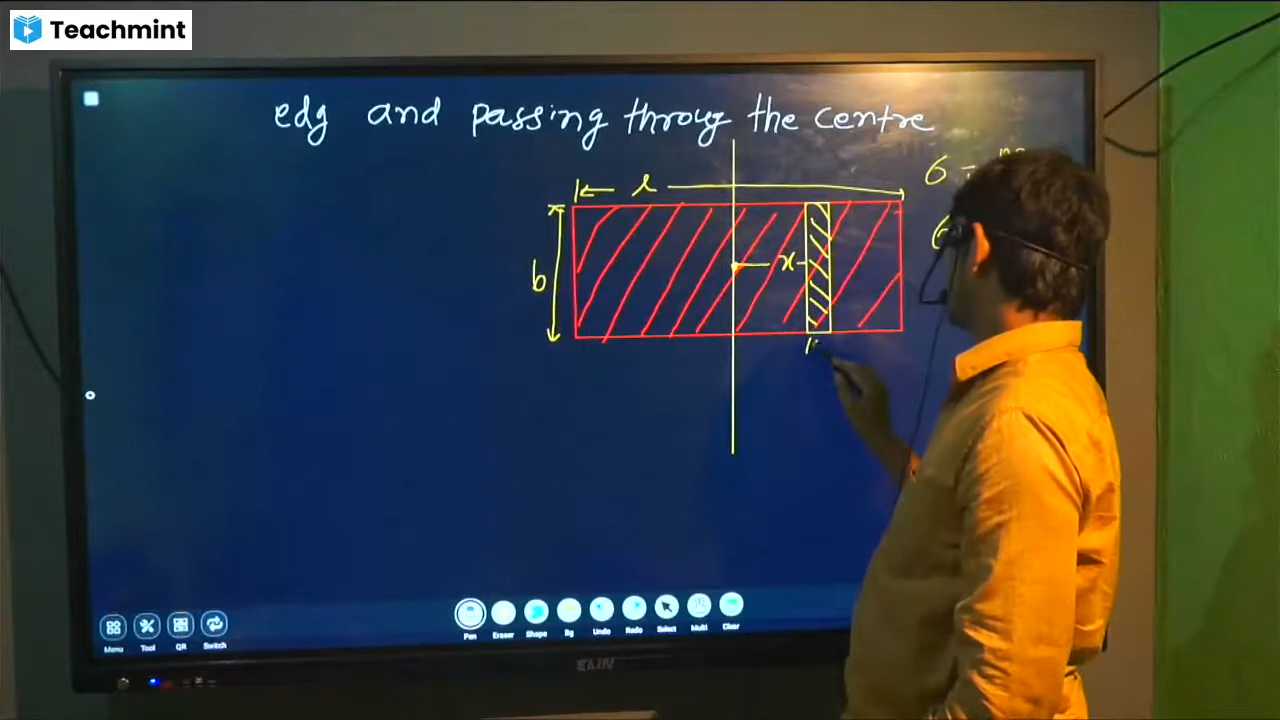 Teachmint
edg and passing throug the centre
l
b
x
Menu Tool QR Switch
Pen Eraser Shape Bg Undo Redo Select Multi Clear